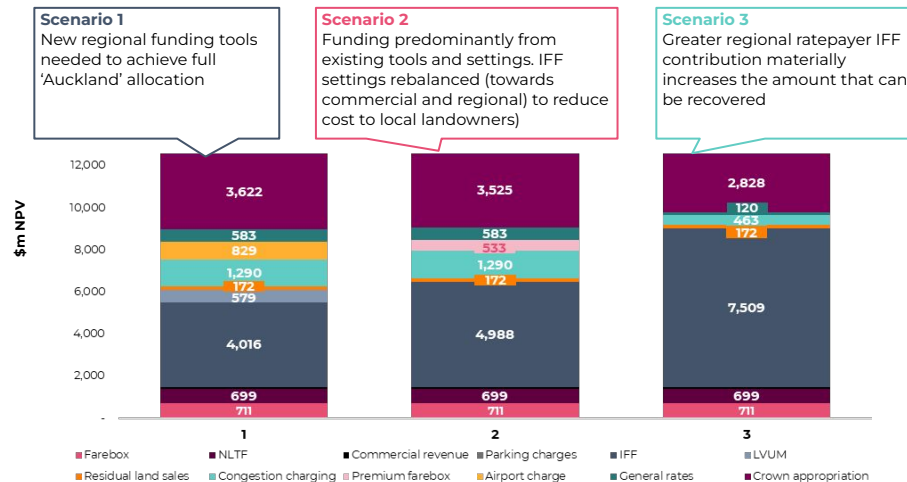 Scenario 1
New regional funding tools
needed to achieve full
‘Auckland’ allocation
Scenario 2
Funding predominantly from
existing tools and settings. IFF
settings rebalanced (towards
commercial and regional) to reduce
cost to local landowners)
Scenario 3
Greater regional ratepayer IFF
contribution materially
increases the amount that can
be recovered
$m NPV
12,000
10,000
8,000
6,000
4,000
2,000
-
3,622
583
829
1,290
172
579
4,016
699
711
3,525
583
533
1,290
172
4,988
699
711
2,828
120
463
172
7,509
699
711
1
2
3
Farebox
NLTF
Commercial revenue
Parking charges
IFF
LVUM
Residual land sales
Congestion charging
Premium farebox
Airport charge
General rates
Crown appropriation